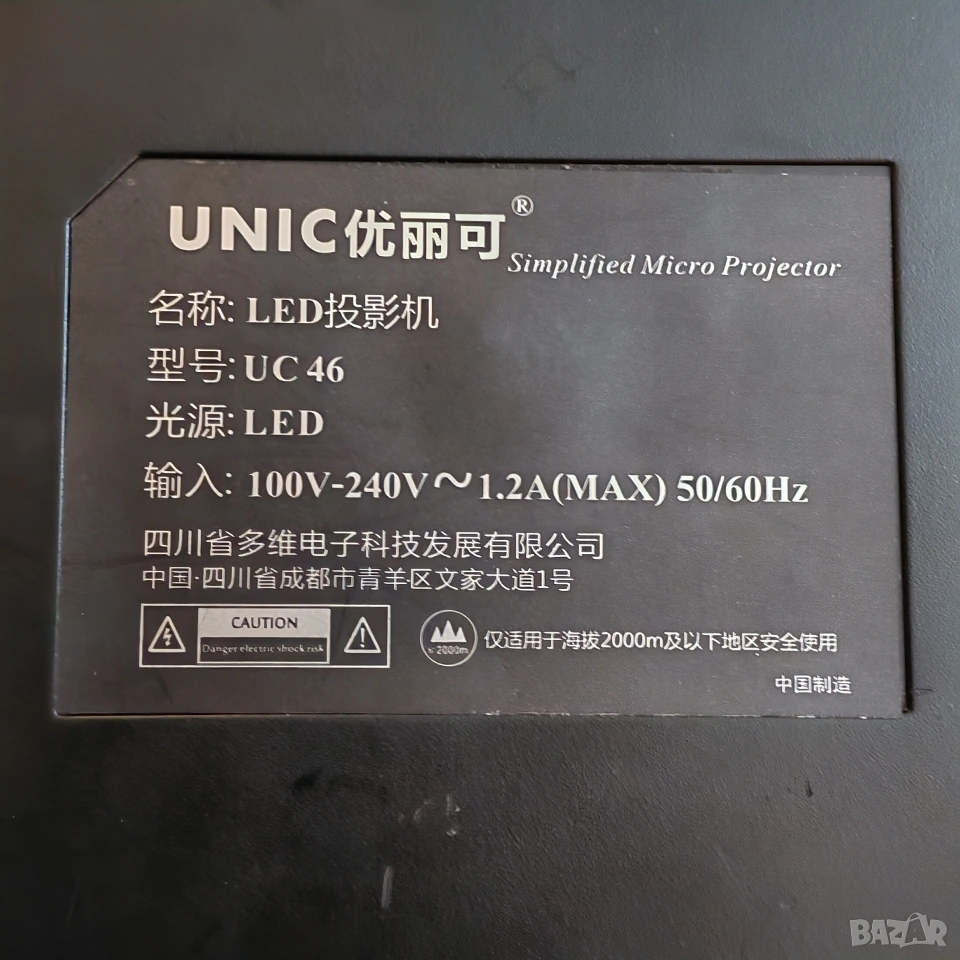 UNIC优丽可®
Simplified Micro Projector
名称: LED投影机
型号: UC 46
光源: LED
输入: 100V-240V～1.2A(MAX) 50/60Hz
四川省多维电子科技发展有限公司
中国·四川省成都市青羊区文家大道1号
CAUTION
Danger electric shock risk
≤ 2000m
仅适用于海拔2000m及以下地区安全使用
中国制造
BAZAR